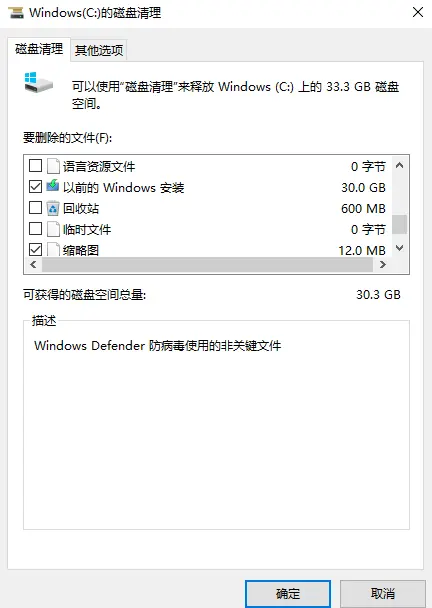 Windows(C:)的磁盘清理
磁盘清理 其他选项
可以使用“磁盘清理”来释放 Windows (C:) 上的 33.3 GB 磁盘
空间。
要删除的文件(F):
语言资源文件 0 字节
以前的 Windows 安装 30.0 GB
回收站 600 MB
临时文件 0 字节
缩略图 12.0 MB
可获得的磁盘空间总量: 30.3 GB
描述
Windows Defender 防病毒使用的非关键文件
确定 取消